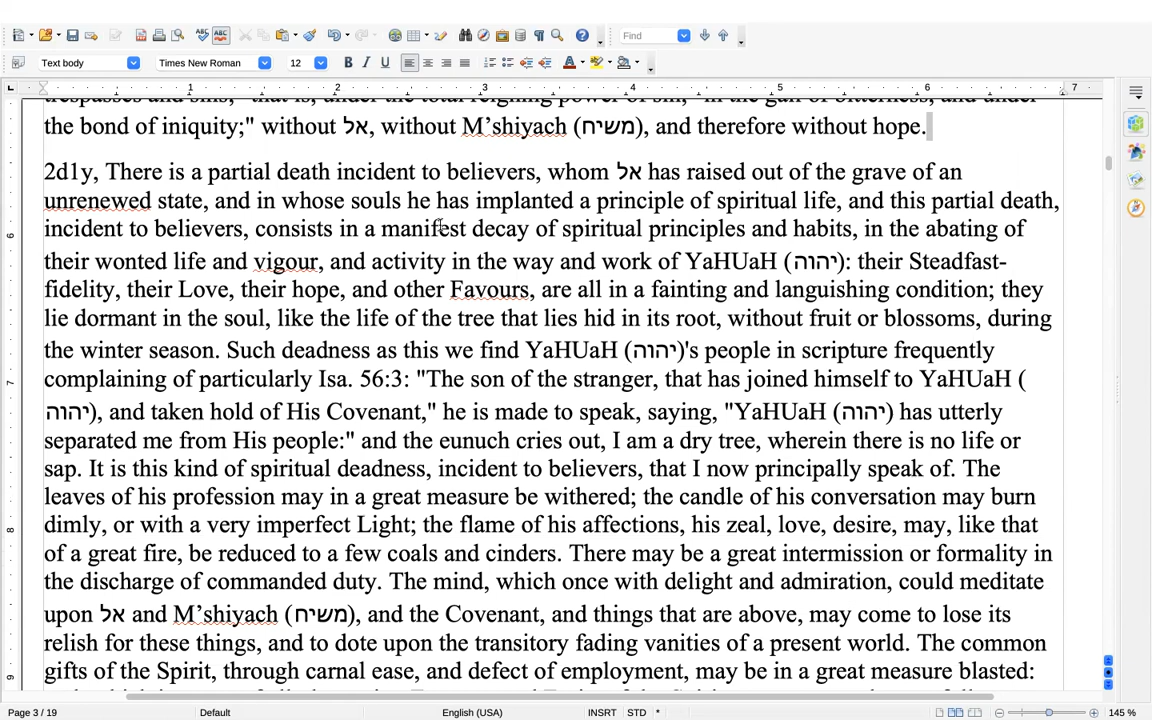 Find
Text body
Times New Roman
12
1 2 3 4 5 6 7
the bond of iniquity;" without אל, without M’shiyach (משיח), and therefore without hope.
2d1y, There is a partial death incident to believers, whom אל has raised out of the grave of an
unrenewed state, and in whose souls he has implanted a principle of spiritual life, and this partial death,
incident to believers, consists in a manifest decay of spiritual principles and habits, in the abating of
their wonted life and vigour, and activity in the way and work of YaHUaH (יהוה): their Steadfast-
fidelity, their Love, their hope, and other Favours, are all in a fainting and languishing condition; they
lie dormant in the soul, like the life of the tree that lies hid in its root, without fruit or blossoms, during
the winter season. Such deadness as this we find YaHUaH (יהוה)'s people in scripture frequently
complaining of particularly Isa. 56:3: "The son of the stranger, that has joined himself to YaHUaH (
יהוה), and taken hold of His Covenant," he is made to speak, saying, "YaHUaH (יהוה) has utterly
separated me from His people:" and the eunuch cries out, I am a dry tree, wherein there is no life or
sap. It is this kind of spiritual deadness, incident to believers, that I now principally speak of. The
leaves of his profession may in a great measure be withered; the candle of his conversation may burn
dimly, or with a very imperfect Light; the flame of his affections, his zeal, love, desire, may, like that
of a great fire, be reduced to a few coals and cinders. There may be a great intermission or formality in
the discharge of commanded duty. The mind, which once with delight and admiration, could meditate
upon אל and M’shiyach (משיח), and the Covenant, and things that are above, may come to lose its
relish for these things, and to dote upon the transitory fading vanities of a present world. The common
gifts of the Spirit, through carnal ease, and defect of employment, may be in a great measure blasted:
6
7
8
9
Page 3 / 19
Default
English (USA)
INSRT
STD
*
145 %